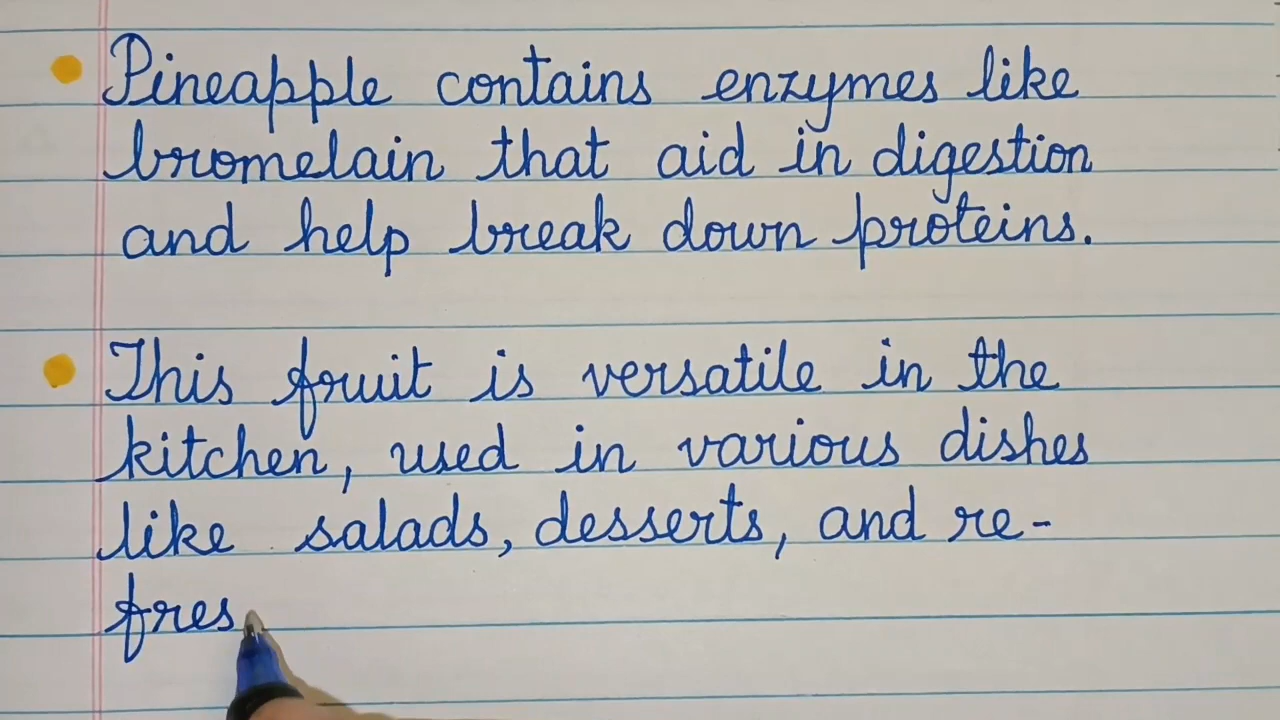 Pineapple contains enzymes like
bromelain that aid in digestion
and help break down proteins.
This fruit is versatile in the
kitchen, used in various dishes
like salads, desserts, and re-
fres